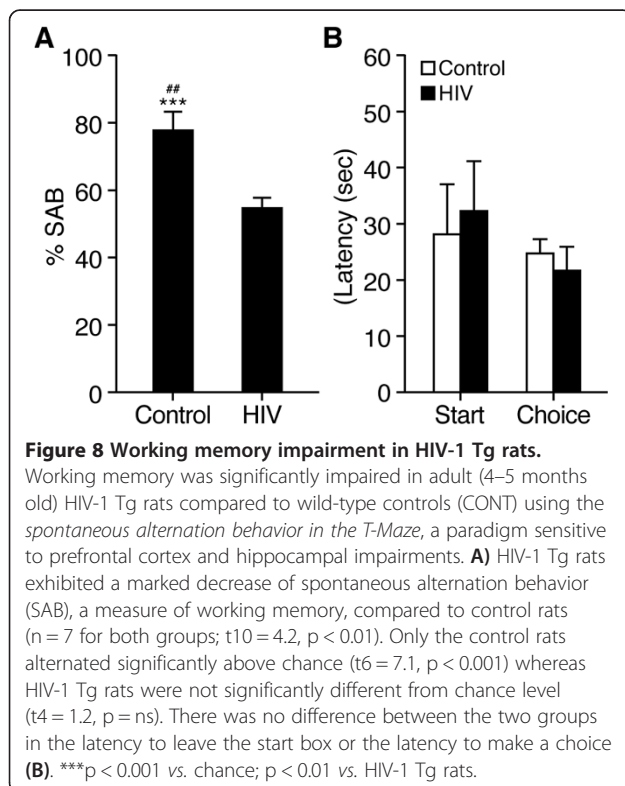 A
B
100
80
60
40
20
0
% SAB
##
***
Control HIV
60
50
40
30
20
10
0
(Latency (sec)
Control
HIV
Start Choice
Figure 8 Working memory impairment in HIV-1 Tg rats.
Working memory was significantly impaired in adult (4–5 months
old) HIV-1 Tg rats compared to wild-type controls (CONT) using the
spontaneous alternation behavior in the T-Maze, a paradigm sensitive
to prefrontal cortex and hippocampal impairments. A) HIV-1 Tg rats
exhibited a marked decrease of spontaneous alternation behavior
(SAB), a measure of working memory, compared to control rats
(n = 7 for both groups; t10 = 4.2, p < 0.01). Only the control rats
alternated significantly above chance (t6 = 7.1, p < 0.001) whereas
HIV-1 Tg rats were not significantly different from chance level
(t4 = 1.2, p = ns). There was no difference between the two groups
in the latency to leave the start box or the latency to make a choice
(B). ***p < 0.001 vs. chance; p < 0.01 vs. HIV-1 Tg rats.